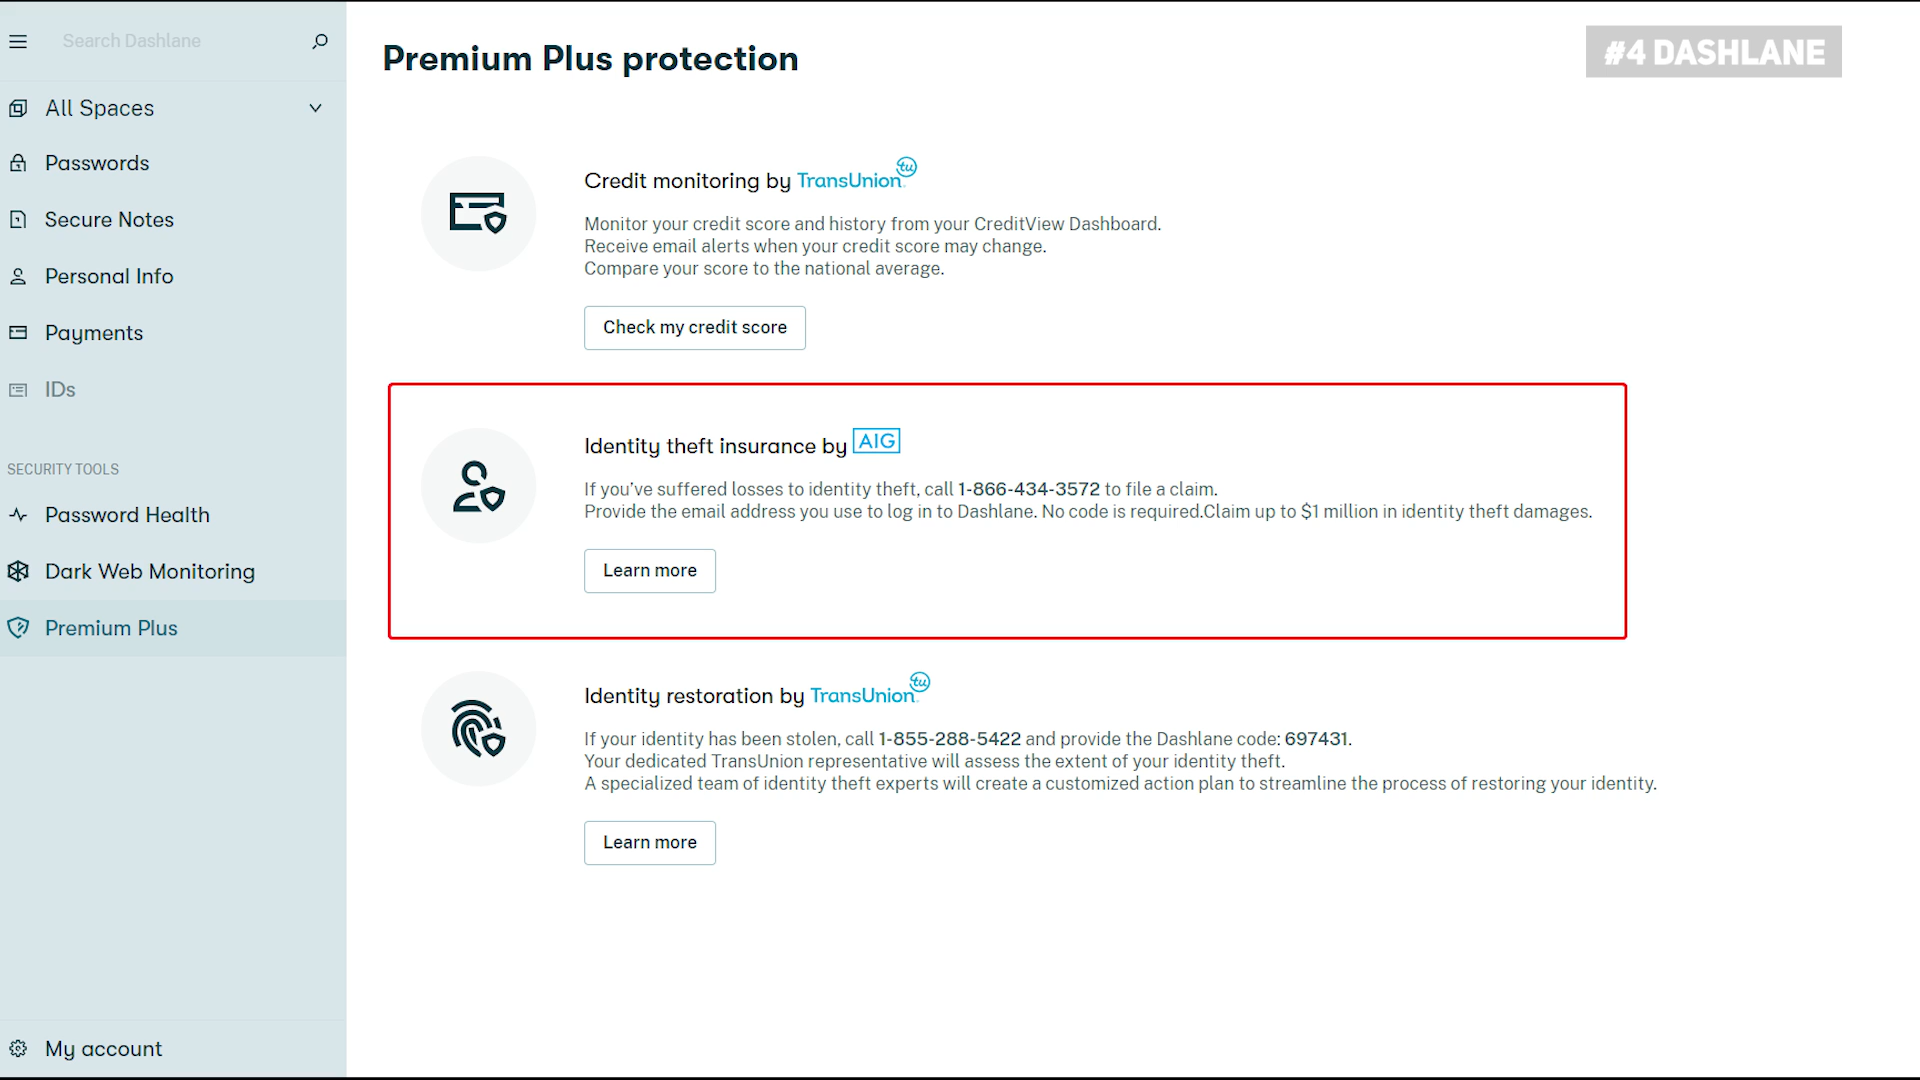 Search Dashlane
All Spaces
Passwords
Secure Notes
Personal Info
Payments
IDs
SECURITY TOOLS
Password Health
Dark Web Monitoring
Premium Plus
My account
Premium Plus protection
#4 DASHLANE
Credit monitoring by TransUnion tu
Monitor your credit score and history from your CreditView Dashboard.
Receive email alerts when your credit score may change.
Compare your score to the national average.
Check my credit score
Identity theft insurance by AIG
If you’ve suffered losses to identity theft, call 1-866-434-3572 to file a claim.
Provide the email address you use to log in to Dashlane. No code is required.Claim up to $1 million in identity theft damages.
Learn more
Identity restoration by TransUnion tu
If your identity has been stolen, call 1-855-288-5422 and provide the Dashlane code: 697431.
Your dedicated TransUnion representative will assess the extent of your identity theft.
A specialized team of identity theft experts will create a customized action plan to streamline the process of restoring your identity.
Learn more